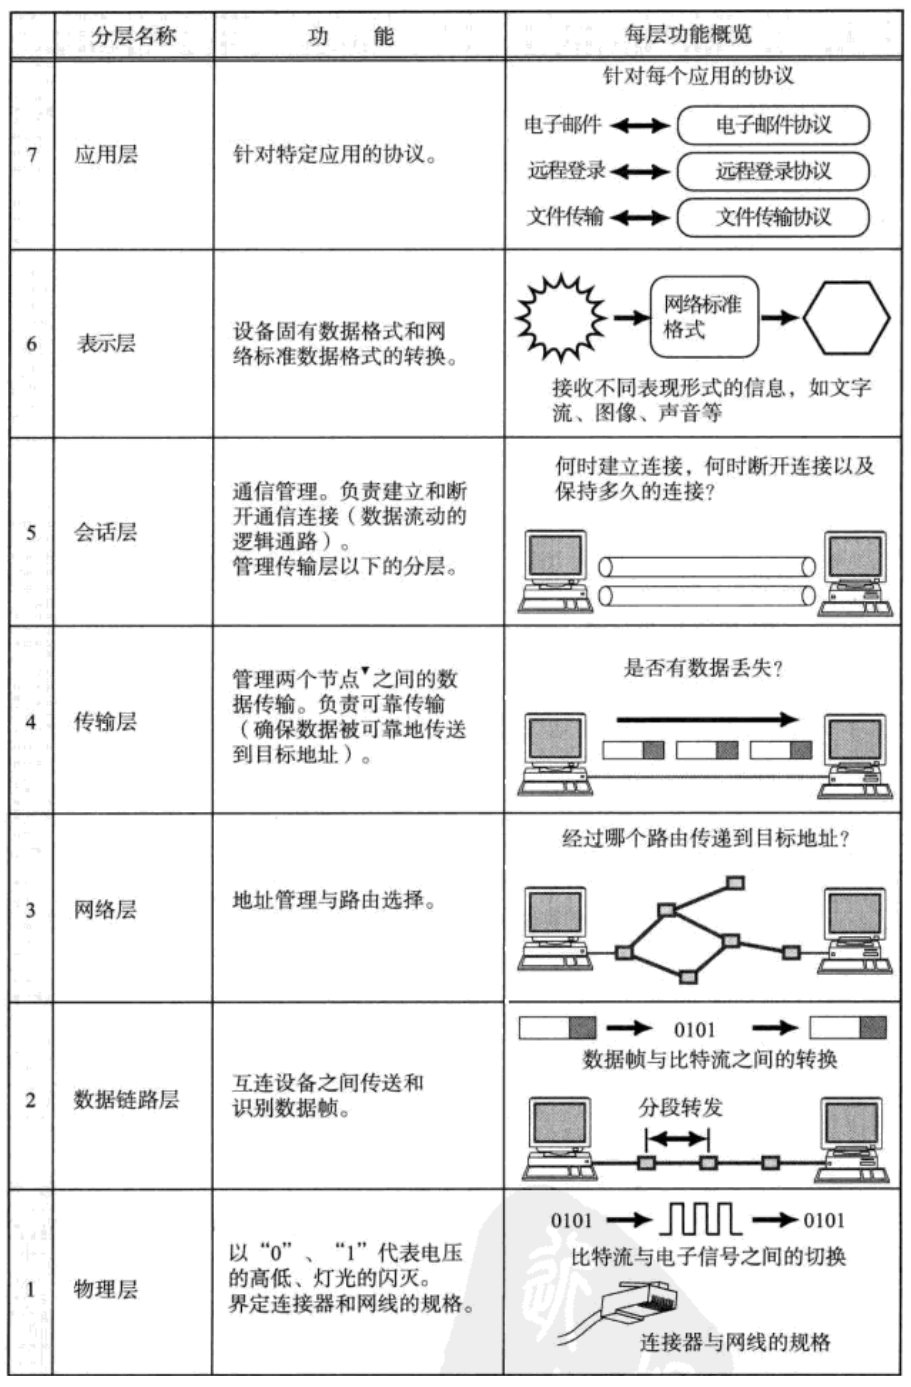 分层名称
功 能
每层功能概览
7
应用层
针对特定应用的协议。
针对每个应用的协议
电子邮件
电子邮件协议
远程登录
远程登录协议
文件传输
文件传输协议
6
表示层
设备固有数据格式和网
络标准数据格式的转换。
网络标准
格式
接收不同表现形式的信息，如文字
流、图像、声音等
5
会话层
通信管理。负责建立和断
开通信连接（数据流动的
逻辑通路）。
管理传输层以下的分层。
何时建立连接，何时断开连接以及
保持多久的连接？
4
传输层
管理两个节点▼之间的数
据传输。负责可靠传输
（确保数据被可靠地传送
到目标地址）。
是否有数据丢失？
3
网络层
地址管理与路由选择。
经过哪个路由传递到目标地址？
2
数据链路层
互连设备之间传送和
识别数据帧。
0101
数据帧与比特流之间的转换
分段转发
1
物理层
以“0”、“1”代表电压
的高低、灯光的闪灭。
界定连接器和网线的规格。
0101
0101
比特流与电子信号之间的切换
连接器与网线的规格